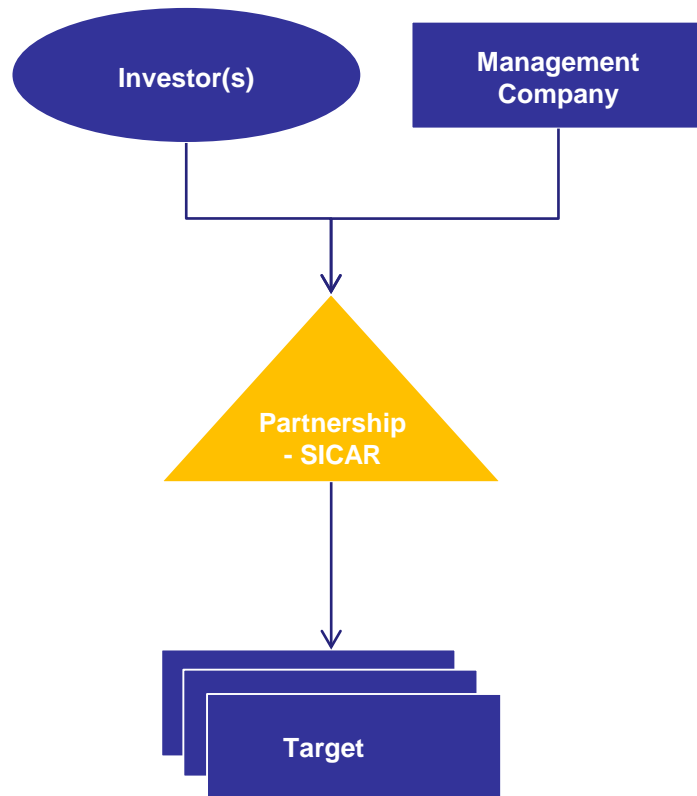 Investor(s)
Management
Company
Partnership
- SICAR
Target